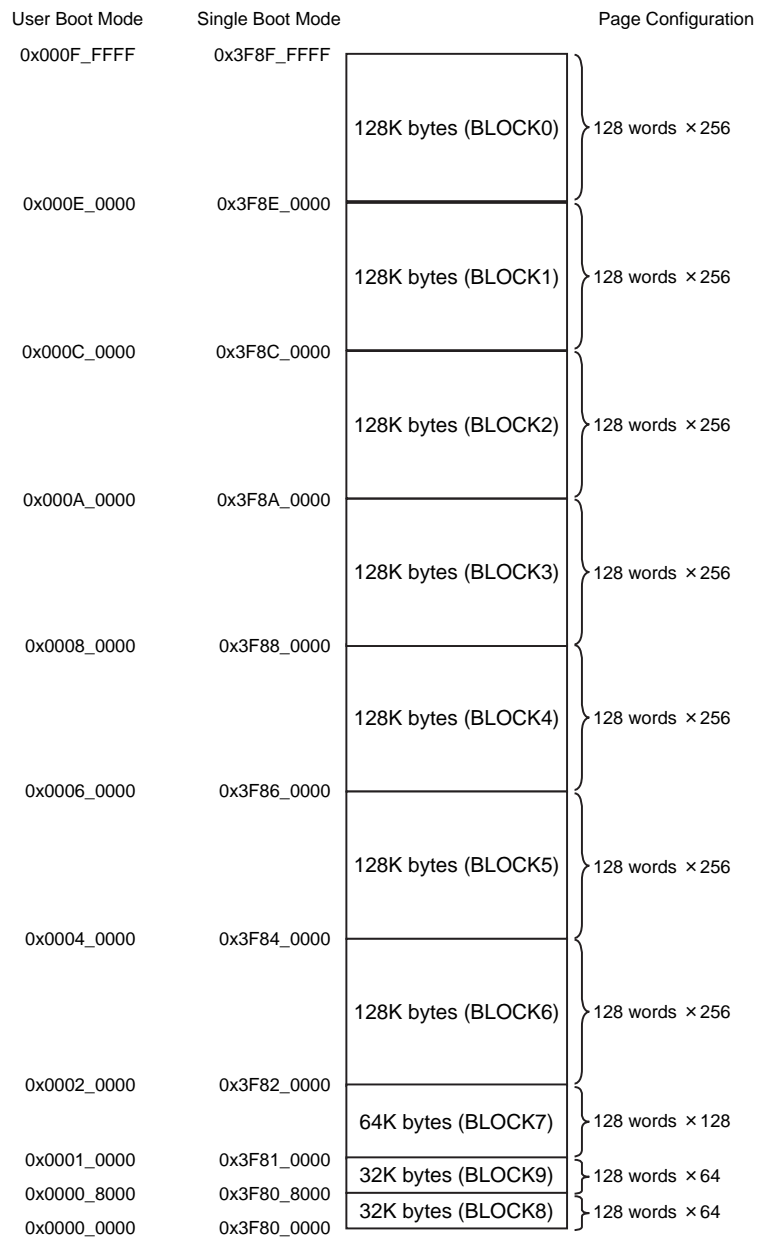 User Boot Mode Single Boot Mode Page Configuration
0x000F_FFFF 0x3F8F_FFFF
128K bytes (BLOCK0) 128 words ×256
0x000E_0000 0x3F8E_0000
128K bytes (BLOCK1) 128 words ×256
0x000C_0000 0x3F8C_0000
128K bytes (BLOCK2) 128 words ×256
0x000A_0000 0x3F8A_0000
128K bytes (BLOCK3) 128 words ×256
0x0008_0000 0x3F88_0000
128K bytes (BLOCK4) 128 words ×256
0x0006_0000 0x3F86_0000
128K bytes (BLOCK5) 128 words ×256
0x0004_0000 0x3F84_0000
128K bytes (BLOCK6) 128 words ×256
0x0002_0000 0x3F82_0000
64K bytes (BLOCK7) 128 words ×128
0x0001_0000 0x3F81_0000
32K bytes (BLOCK9) 128 words ×64
0x0000_8000 0x3F80_8000
32K bytes (BLOCK8) 128 words ×64
0x0000_0000 0x3F80_0000